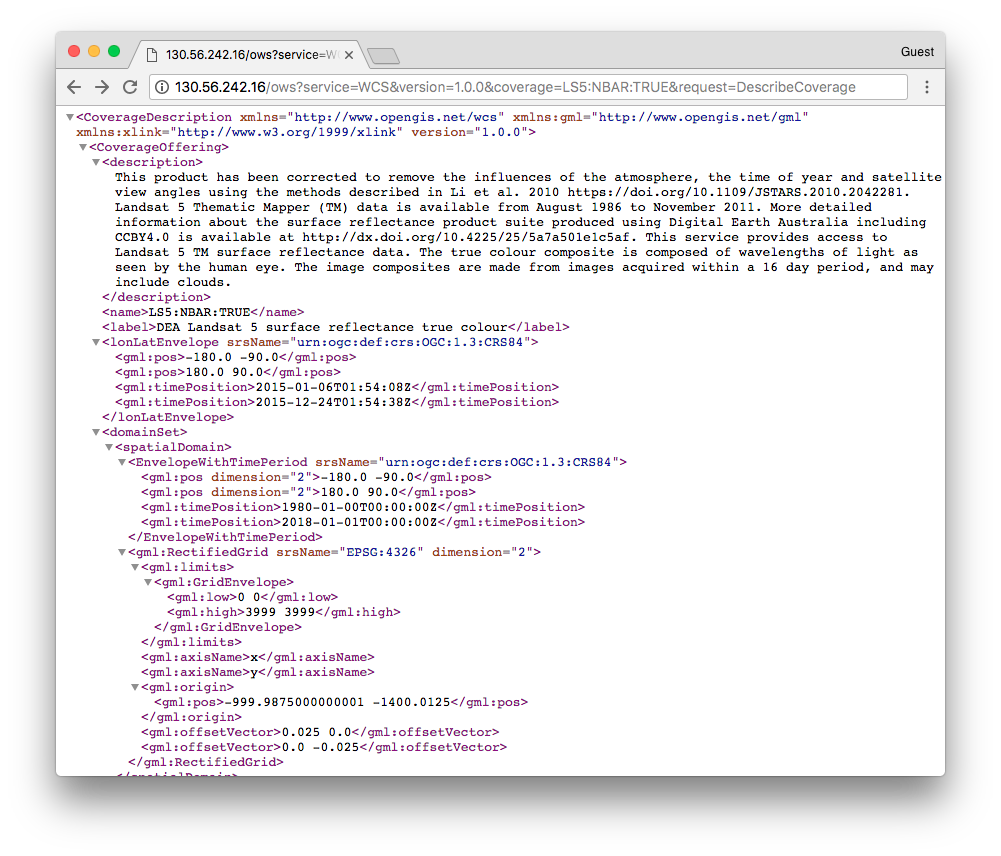 130.56.242.16/ows?service=W
Guest
130.56.242.16/ows?service=WCS&version=1.0.0&coverage=LS5:NBAR:TRUE&request=DescribeCoverage
<CoverageDescription xmlns="http://www.opengis.net/wcs" xmlns:gml="http://www.opengis.net/gml"
xmlns:xlink="http://www.w3.org/1999/xlink" version="1.0.0">
<CoverageOffering>
<description>
This product has been corrected to remove the influences of the atmosphere, the time of year and satellite
view angles using the methods described in Li et al. 2010 https://doi.org/10.1109/JSTARS.2010.2042281.
Landsat 5 Thematic Mapper (TM) data is available from August 1986 to November 2011. More detailed
information about the surface reflectance product suite produced using Digital Earth Australia including
CCBY4.0 is available at http://dx.doi.org/10.4225/25/5a7a501e1c5af. This service provides access to
Landsat 5 TM surface reflectance data. The true colour composite is composed of wavelengths of light as
seen by the human eye. The image composites are made from images acquired within a 16 day period, and may
include clouds.
</description>
<name>LS5:NBAR:TRUE</name>
<label>DEA Landsat 5 surface reflectance true colour</label>
<lonLatEnvelope srsName="urn:ogc:def:crs:OGC:1.3:CRS84">
<gml:pos>-180.0 -90.0</gml:pos>
<gml:pos>180.0 90.0</gml:pos>
<gml:timePosition>2015-01-06T01:54:08Z</gml:timePosition>
<gml:timePosition>2015-12-24T01:54:38Z</gml:timePosition>
</lonLatEnvelope>
<domainSet>
<spatialDomain>
<EnvelopeWithTimePeriod srsName="urn:ogc:def:crs:OGC:1.3:CRS84">
<gml:pos dimension="2">-180.0 -90.0</gml:pos>
<gml:pos dimension="2">180.0 90.0</gml:pos>
<gml:timePosition>1980-01-00T00:00:00Z</gml:timePosition>
<gml:timePosition>2018-01-01T00:00:00Z</gml:timePosition>
</EnvelopeWithTimePeriod>
<gml:RectifiedGrid srsName="EPSG:4326" dimension="2">
<gml:limits>
<gml:GridEnvelope>
<gml:low>0 0</gml:low>
<gml:high>3999 3999</gml:high>
</gml:GridEnvelope>
</gml:limits>
<gml:axisName>x</gml:axisName>
<gml:axisName>y</gml:axisName>
<gml:origin>
<gml:pos>-999.9875000000001 -1400.0125</gml:pos>
</gml:origin>
<gml:offsetVector>0.025 0.0</gml:offsetVector>
<gml:offsetVector>0.0 -0.025</gml:offsetVector>
</gml:RectifiedGrid>
</spatialDomain>